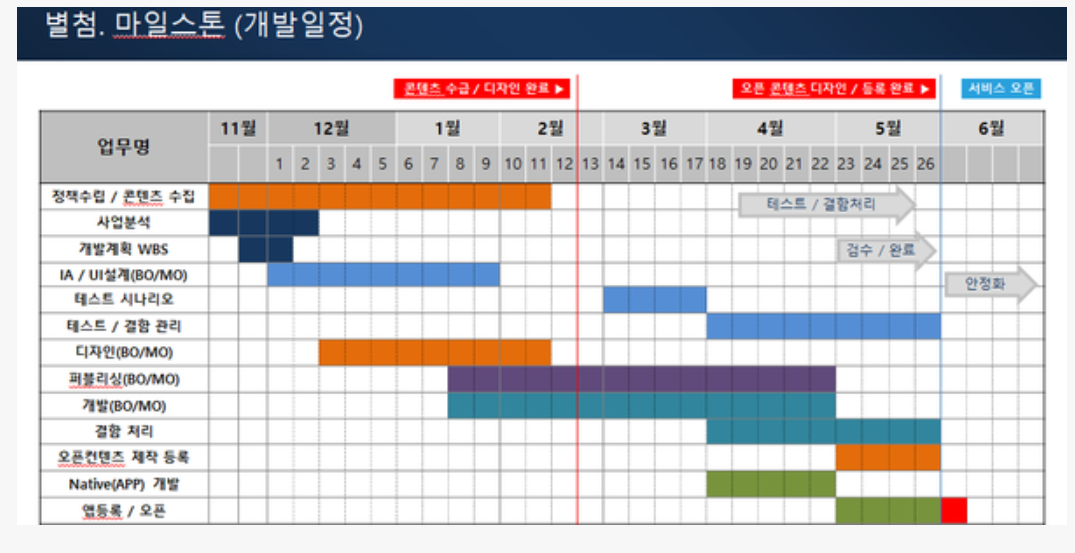 별첨. 마일스톤 (개발일정)
콘텐츠 수급 / 디자인 완료 ▶
오픈 콘텐츠 디자인 / 등록 완료 ▶
서비스 오픈
업무명 11월 12월 1월 2월 3월 4월 5월 6월
1 2 3 4 5 6 7 8 9 10 11 12 13 14 15 16 17 18 19 20 21 22 23 24 25 26
정책수립 / 콘텐츠 수집
테스트 / 결함처리
사업분석
개발계획 WBS
검수 / 완료
IA / UI설계(BO/MO)
안정화
테스트 시나리오
테스트 / 결함 관리
디자인(BO/MO)
퍼블리싱(BO/MO)
개발(BO/MO)
결함 처리
오픈컨텐츠 제작 등록
Native(APP) 개발
앱등록 / 오픈